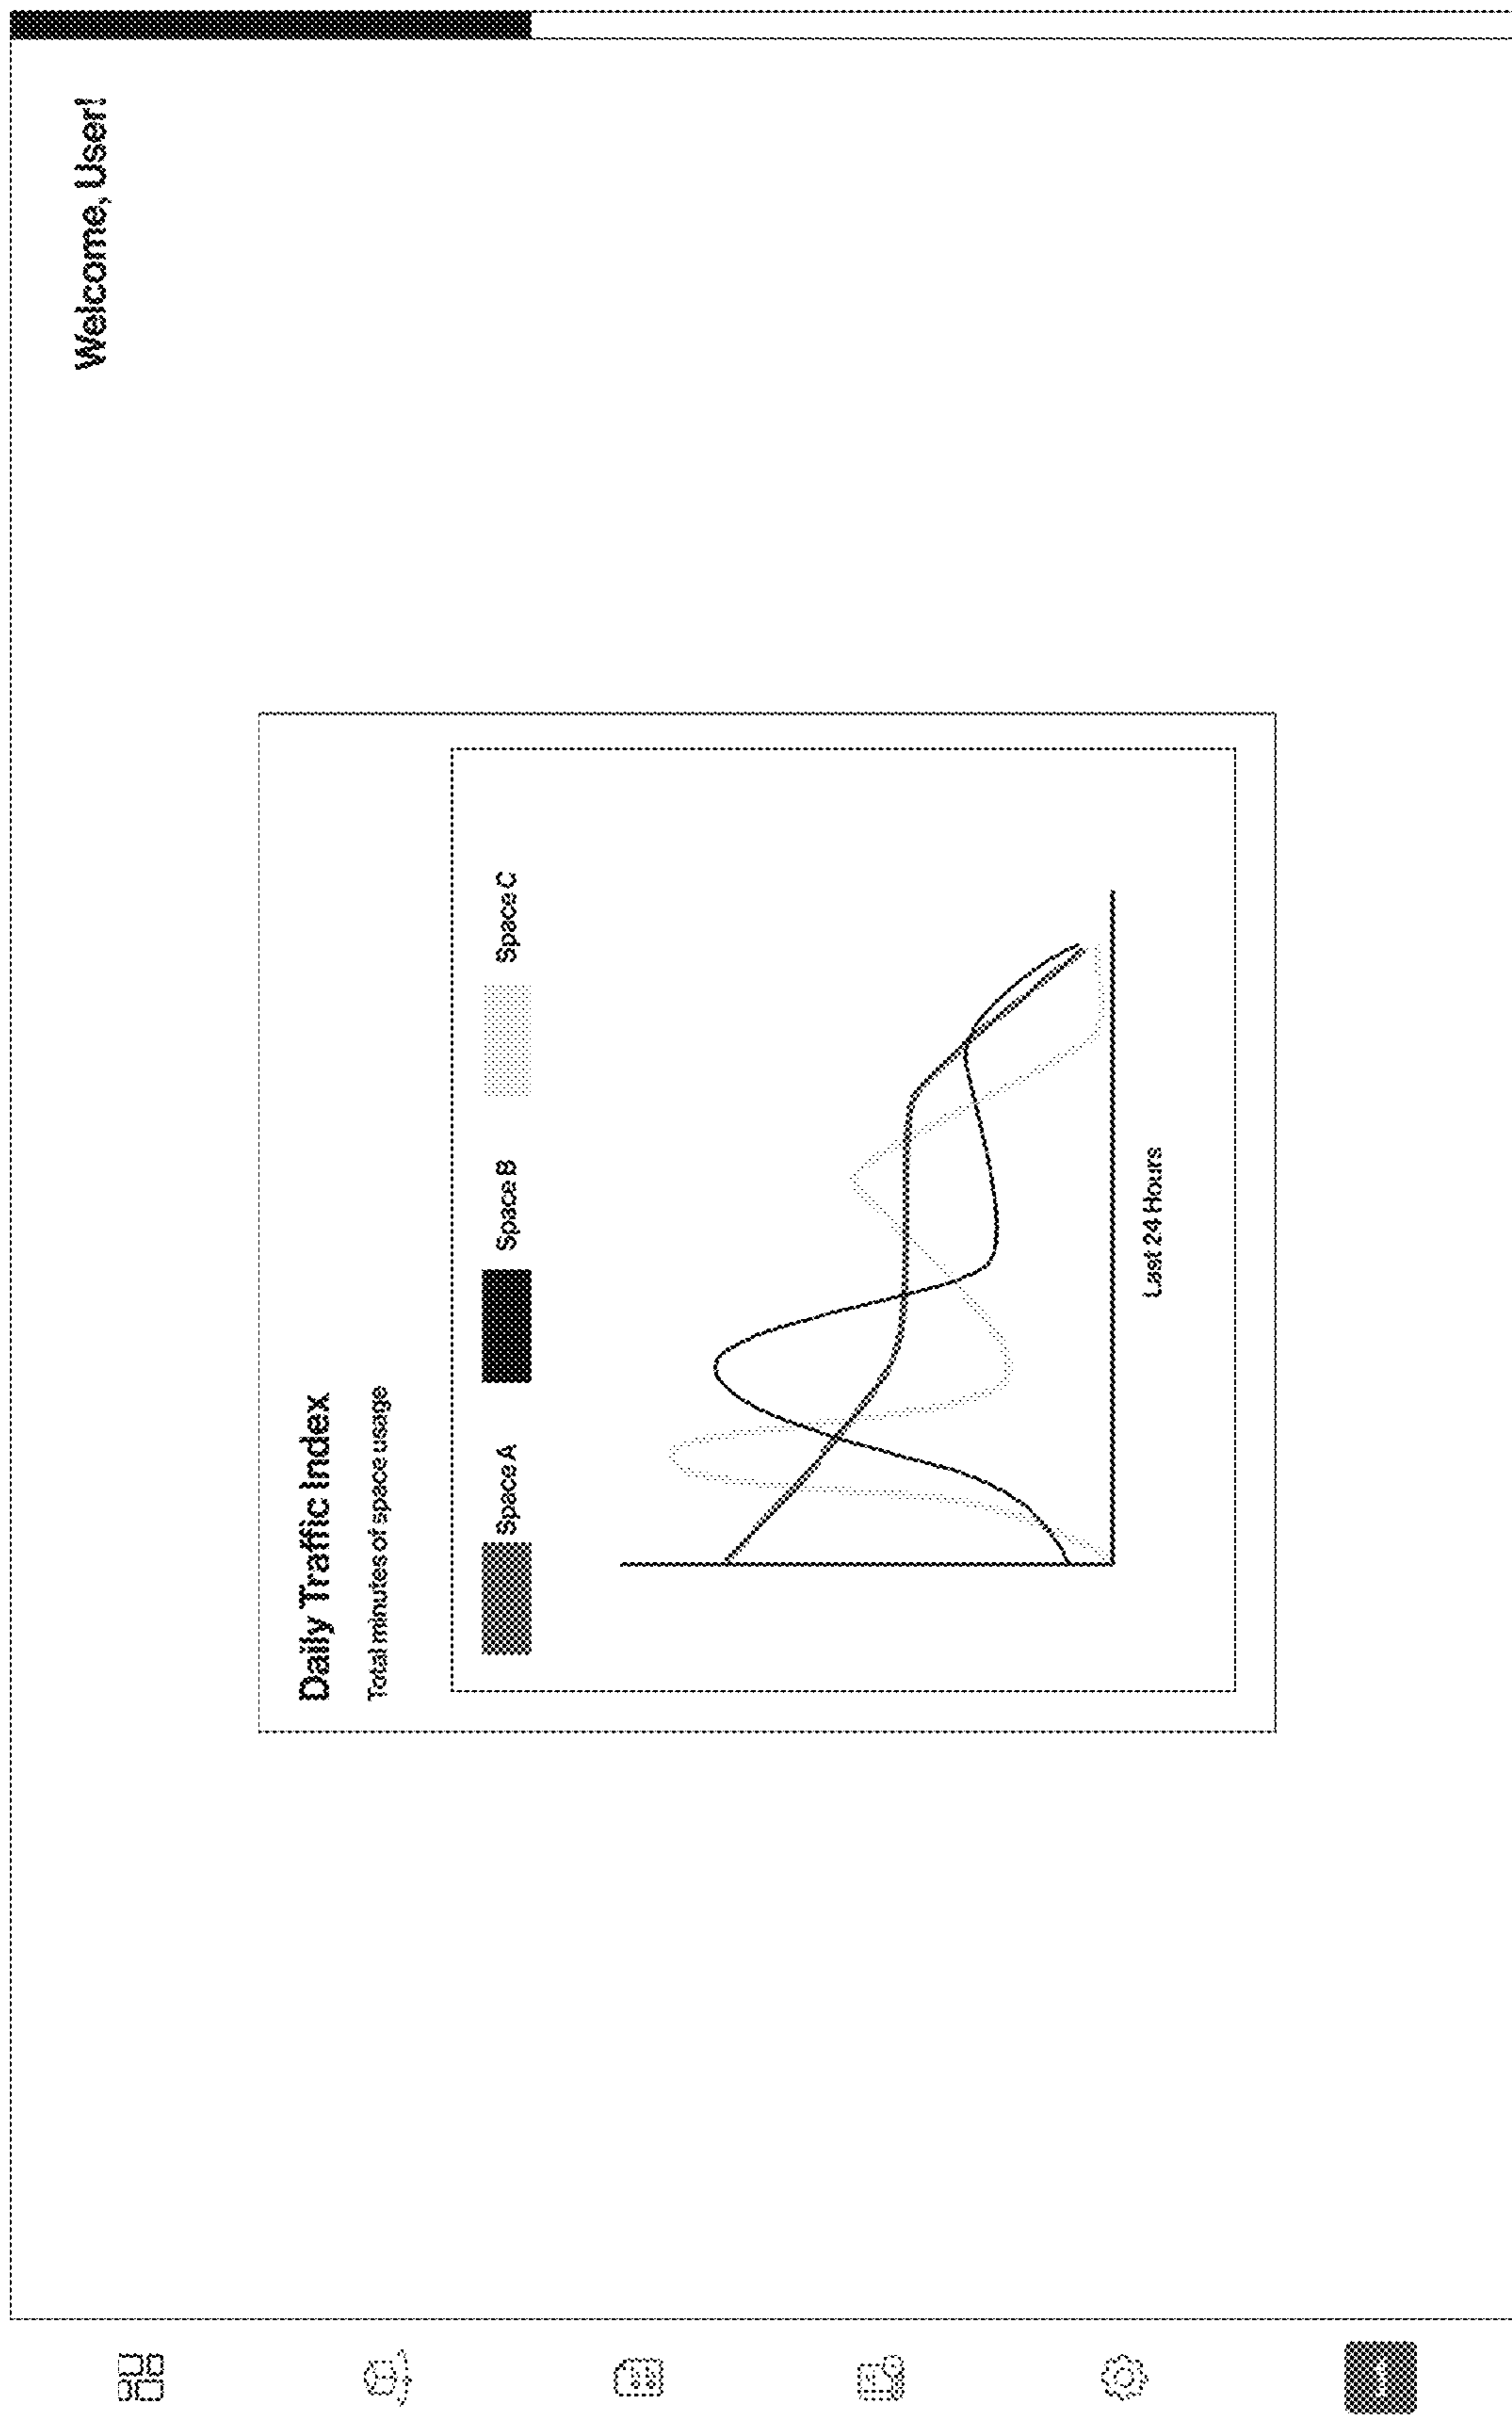 Welcome, User!
Daily Traffic Index
Total minutes of space usage
Space A
Space B
Space C
Last 24 Hours